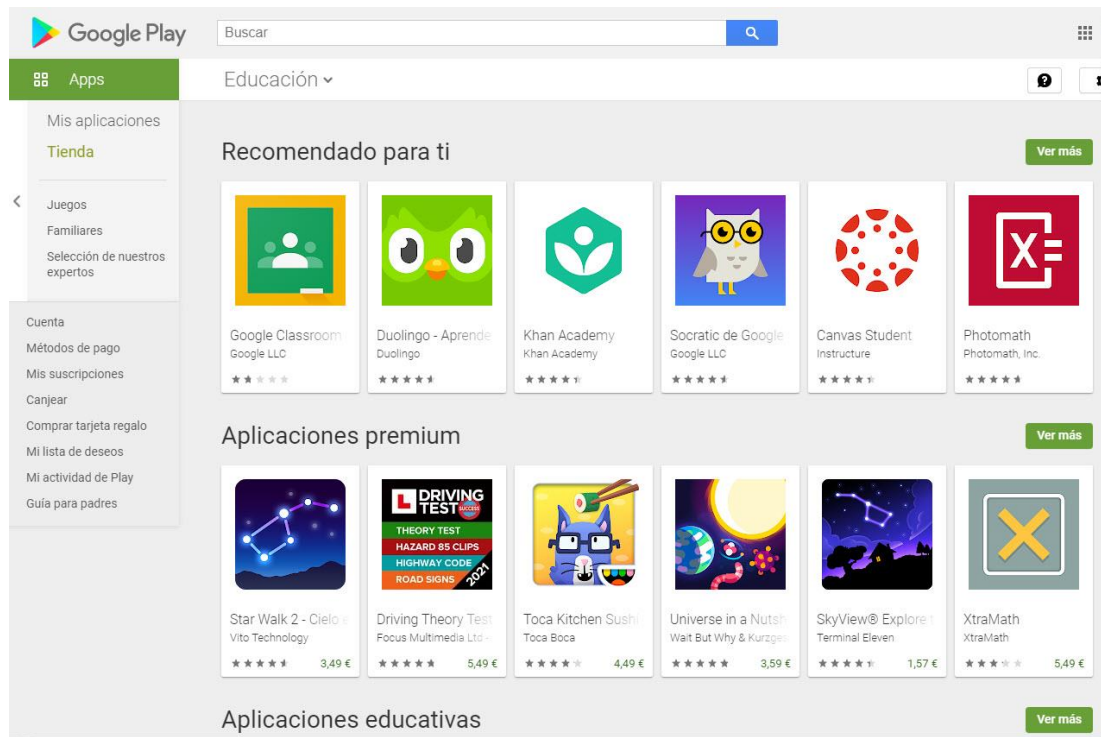 Google Play
Buscar
Apps
Educación
Mis aplicaciones
Tienda
Juegos
Familiares
Selección de nuestros
expertos
Cuenta
Métodos de pago
Mis suscripciones
Canjear
Comprar tarjeta regalo
Mi lista de deseos
Mi actividad de Play
Guía para padres
Recomendado para ti
Ver más
Google Classroom
Google LLC
Duolingo - Aprende
Duolingo
Khan Academy
Khan Academy
Socratic de Google
Google LLC
Canvas Student
Instructure
X=
Photomath
Photomath, Inc.
Aplicaciones premium
Ver más
Star Walk 2 - Cielo
Vito Technology
3,49 €
L DRIVING
TEST SUCCESS
THEORY TEST
HAZARD 85 CLIPS
HIGHWAY CODE
ROAD SIGNS 2021
Driving Theory Test
Focus Multimedia Ltd -
5,49 €
Toca Kitchen Sushi
Toca Boca
4,49 €
Universe in a Nutsh
Wait But Why & Kurzges
3,59 €
SkyView® Explore
Terminal Eleven
1,57 €
XtraMath
XtraMath
5,49 €
Aplicaciones educativas
Ver más